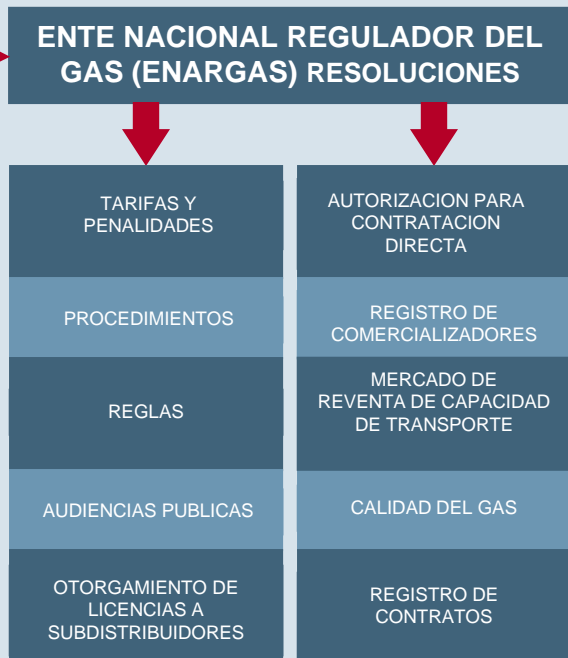 ENTE NACIONAL REGULADOR DEL
GAS (ENARGAS) RESOLUCIONES
TARIFAS Y
PENALIDADES
PROCEDIMIENTOS
REGLAS
AUDIENCIAS PUBLICAS
OTORGAMIENTO DE
LICENCIAS A
SUBDISTRIBUIDORES
AUTORIZACION PARA
CONTRATACION
DIRECTA
REGISTRO DE
COMERCIALIZADORES
MERCADO DE
REVENTA DE CAPACIDAD
DE TRANSPORTE
CALIDAD DEL GAS
REGISTRO DE
CONTRATOS